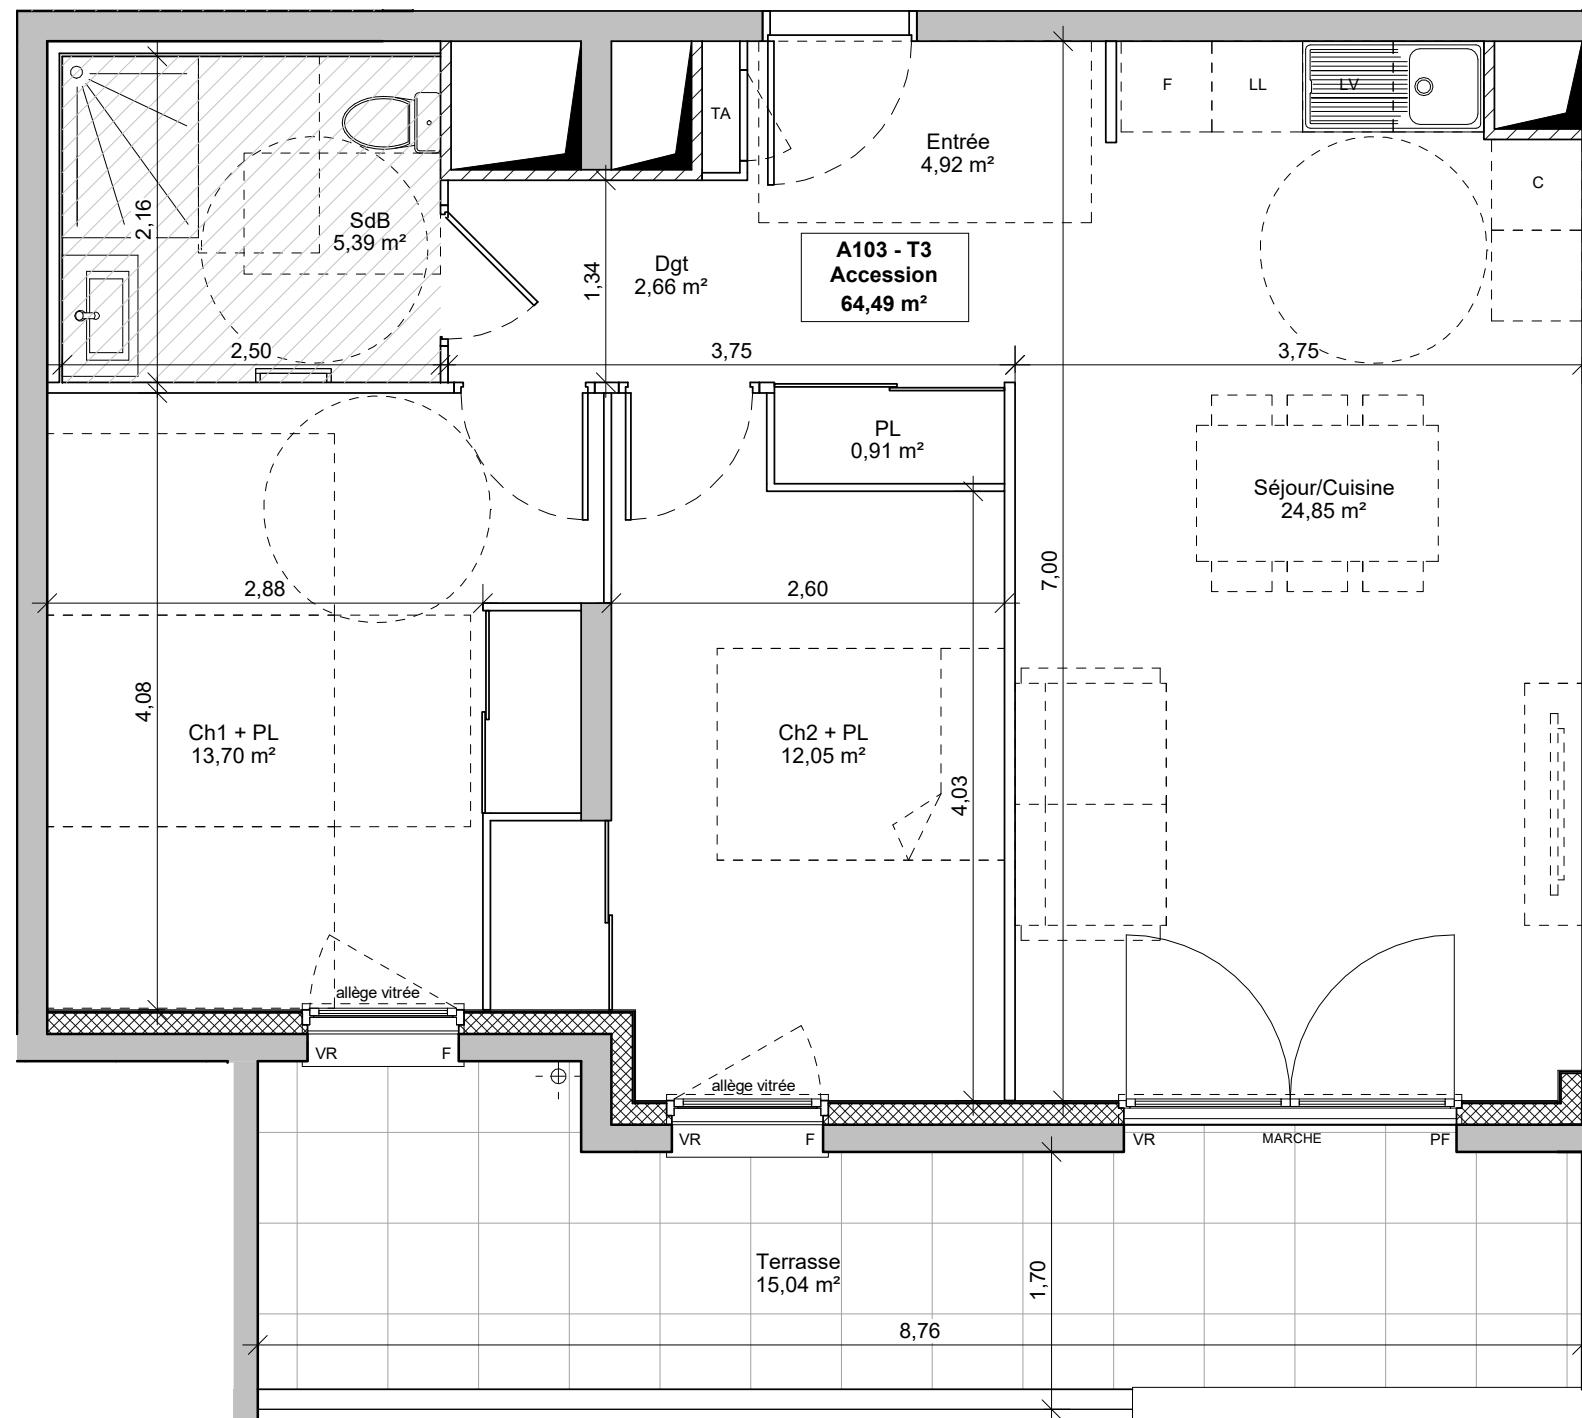 F
LL
LV
TA
Entrée
4,92 m²
C
SdB
5,39 m²
2,16
1,34
Dgt
2,66 m²
A103 - T3
Accession
64,49 m²
2,50
3,75
3,75
PL
0,91 m²
Séjour/Cuisine
24,85 m²
7,00
2,88
2,60
4,08
Ch1 + PL
13,70 m²
Ch2 + PL
12,05 m²
4,03
allège vitrée
VR
F
allège vitrée
VR
F
VR
MARCHE
PF
Terrasse
15,04 m²
1,70
8,76